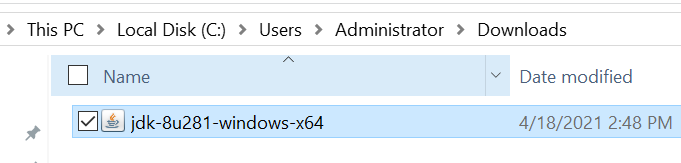 This PC > Local Disk (C:) > Users > Administrator > Downloads
Name Date modified
jdk-8u281-windows-x64 4/18/2021 2:48 PM